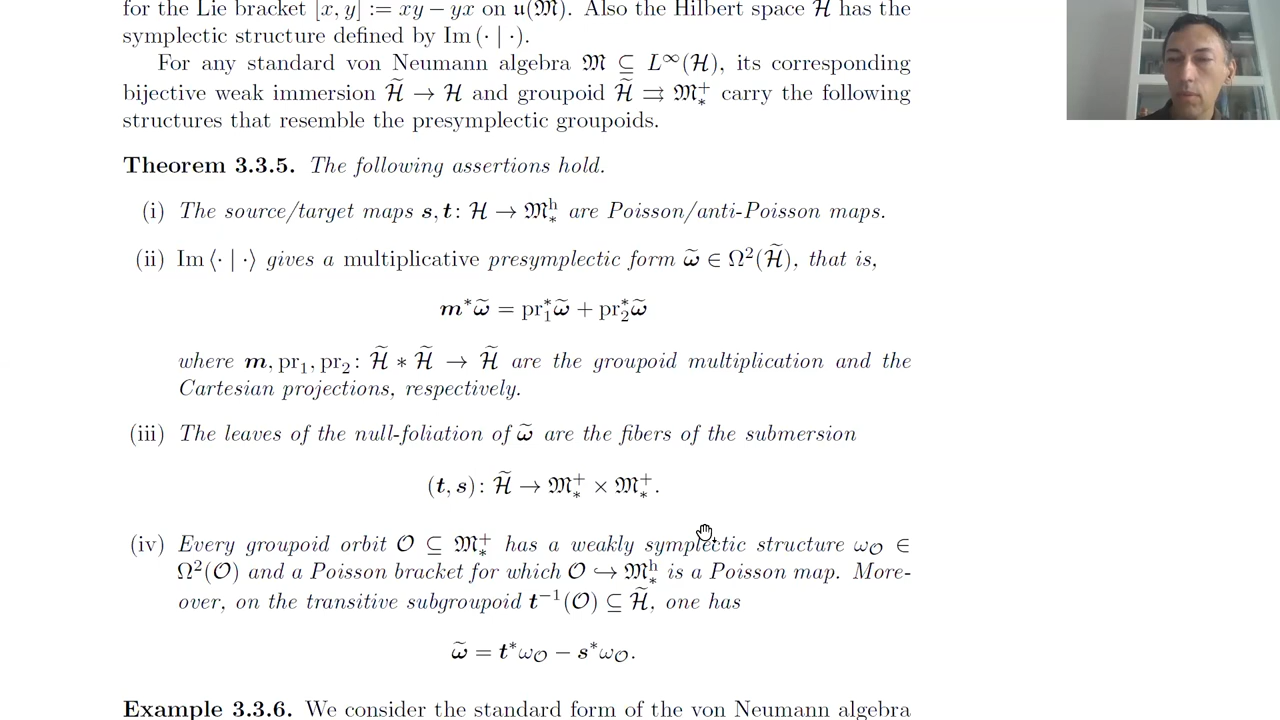 for the Lie bracket [x, y] := xy − yx on 𝔲(𝔐). Also the Hilbert space ℋ has the
symplectic structure defined by Im (· | ·).
For any standard von Neumann algebra 𝔐 ⊆ L^∞(ℋ), its corresponding
bijective weak immersion ℋ̃ → ℋ and groupoid ℋ̃ ⇉ 𝔐₊^* carry the following
structures that resemble the presymplectic groupoids.
Theorem 3.3.5. The following assertions hold.
(i) The source/target maps s, t: ℋ → 𝔐_*^h are Poisson/anti-Poisson maps.
(ii) Im ⟨· | ·⟩ gives a multiplicative presymplectic form ω̃ ∈ Ω²(ℋ̃), that is,
m*ω̃ = pr₁*ω̃ + pr₂*ω̃
where m, pr₁, pr₂: ℋ̃ * ℋ̃ → ℋ̃ are the groupoid multiplication and the
Cartesian projections, respectively.
(iii) The leaves of the null-foliation of ω̃ are the fibers of the submersion
(t, s): ℋ̃ → 𝔐_*^+ × 𝔐_*^+.
(iv) Every groupoid orbit 𝒪 ⊆ 𝔐_*^+ has a weakly symplectic structure ω_𝒪 ∈
Ω²(𝒪) and a Poisson bracket for which 𝒪 ↪ 𝔐_*^h is a Poisson map. More-
over, on the transitive subgroupoid t⁻¹(𝒪) ⊆ ℋ̃, one has
ω̃ = t*ω_𝒪 − s*ω_𝒪.
Example 3.3.6. We consider the standard form of the von Neumann algebra